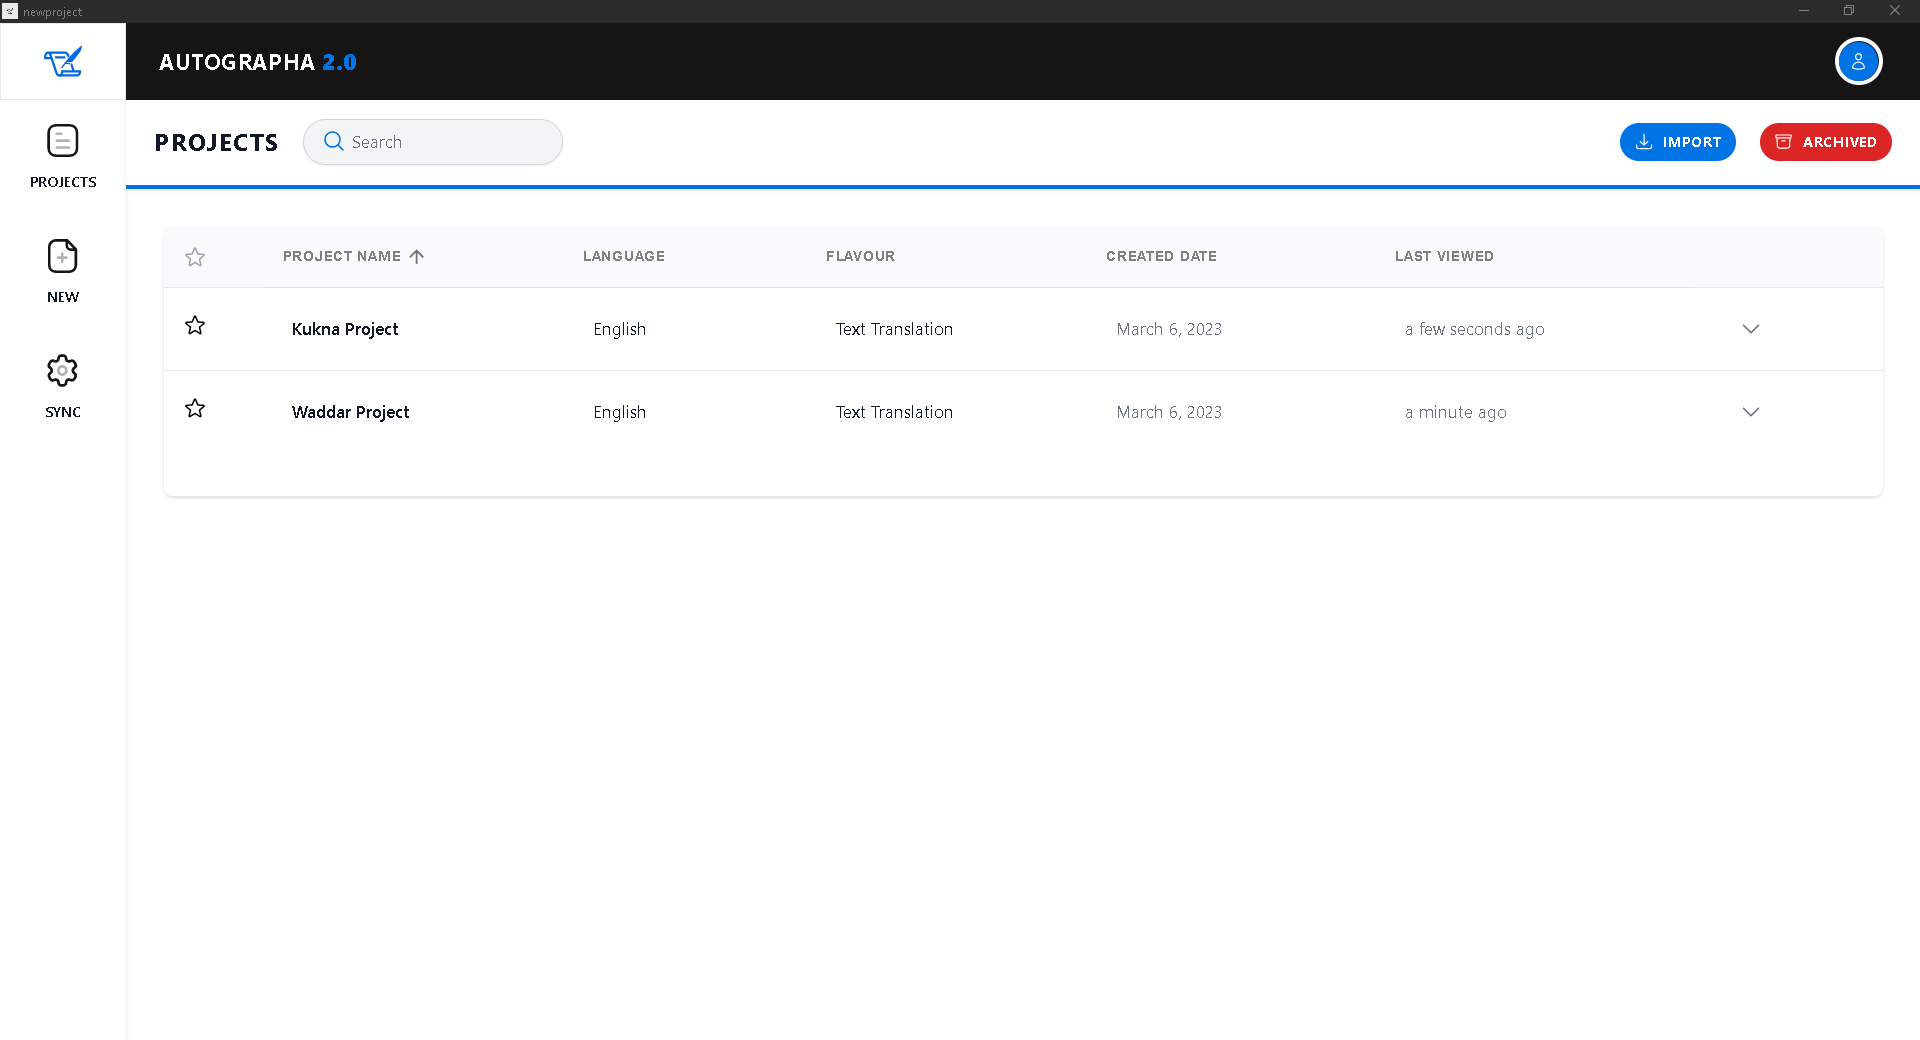 newproject
AUTOGRAPHA 2.0
PROJECTS
Search
IMPORT
ARCHIVED
PROJECTS
NEW
SYNC
PROJECT NAME LANGUAGE FLAVOUR CREATED DATE LAST VIEWED
Kukna Project English Text Translation March 6, 2023 a few seconds ago
Waddar Project English Text Translation March 6, 2023 a minute ago